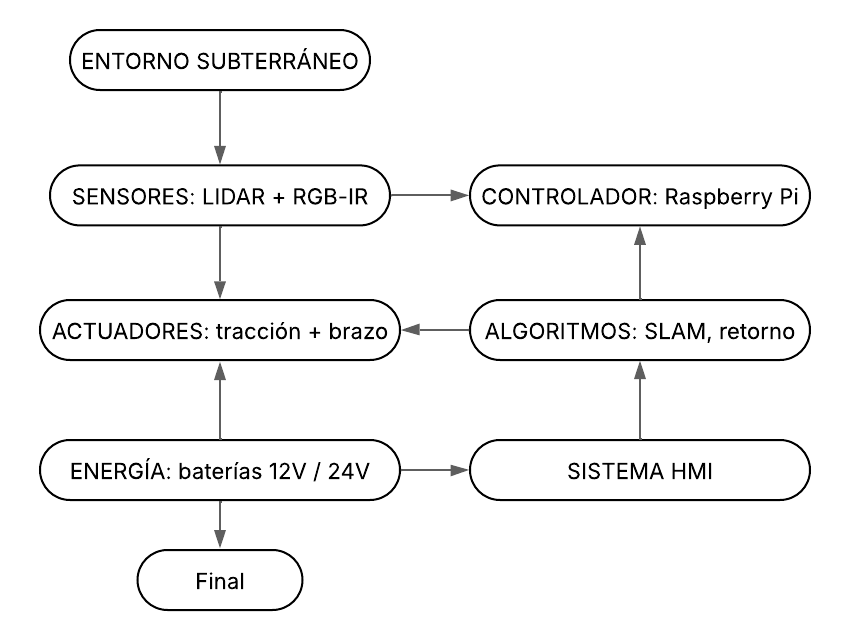 ENTORNO SUBTERRÁNEO
SENSORES: LIDAR + RGB-IR
CONTROLADOR: Raspberry Pi
ACTUADORES: tracción + brazo
ALGORITMOS: SLAM, retorno
ENERGÍA: baterías 12V / 24V
SISTEMA HMI
Final